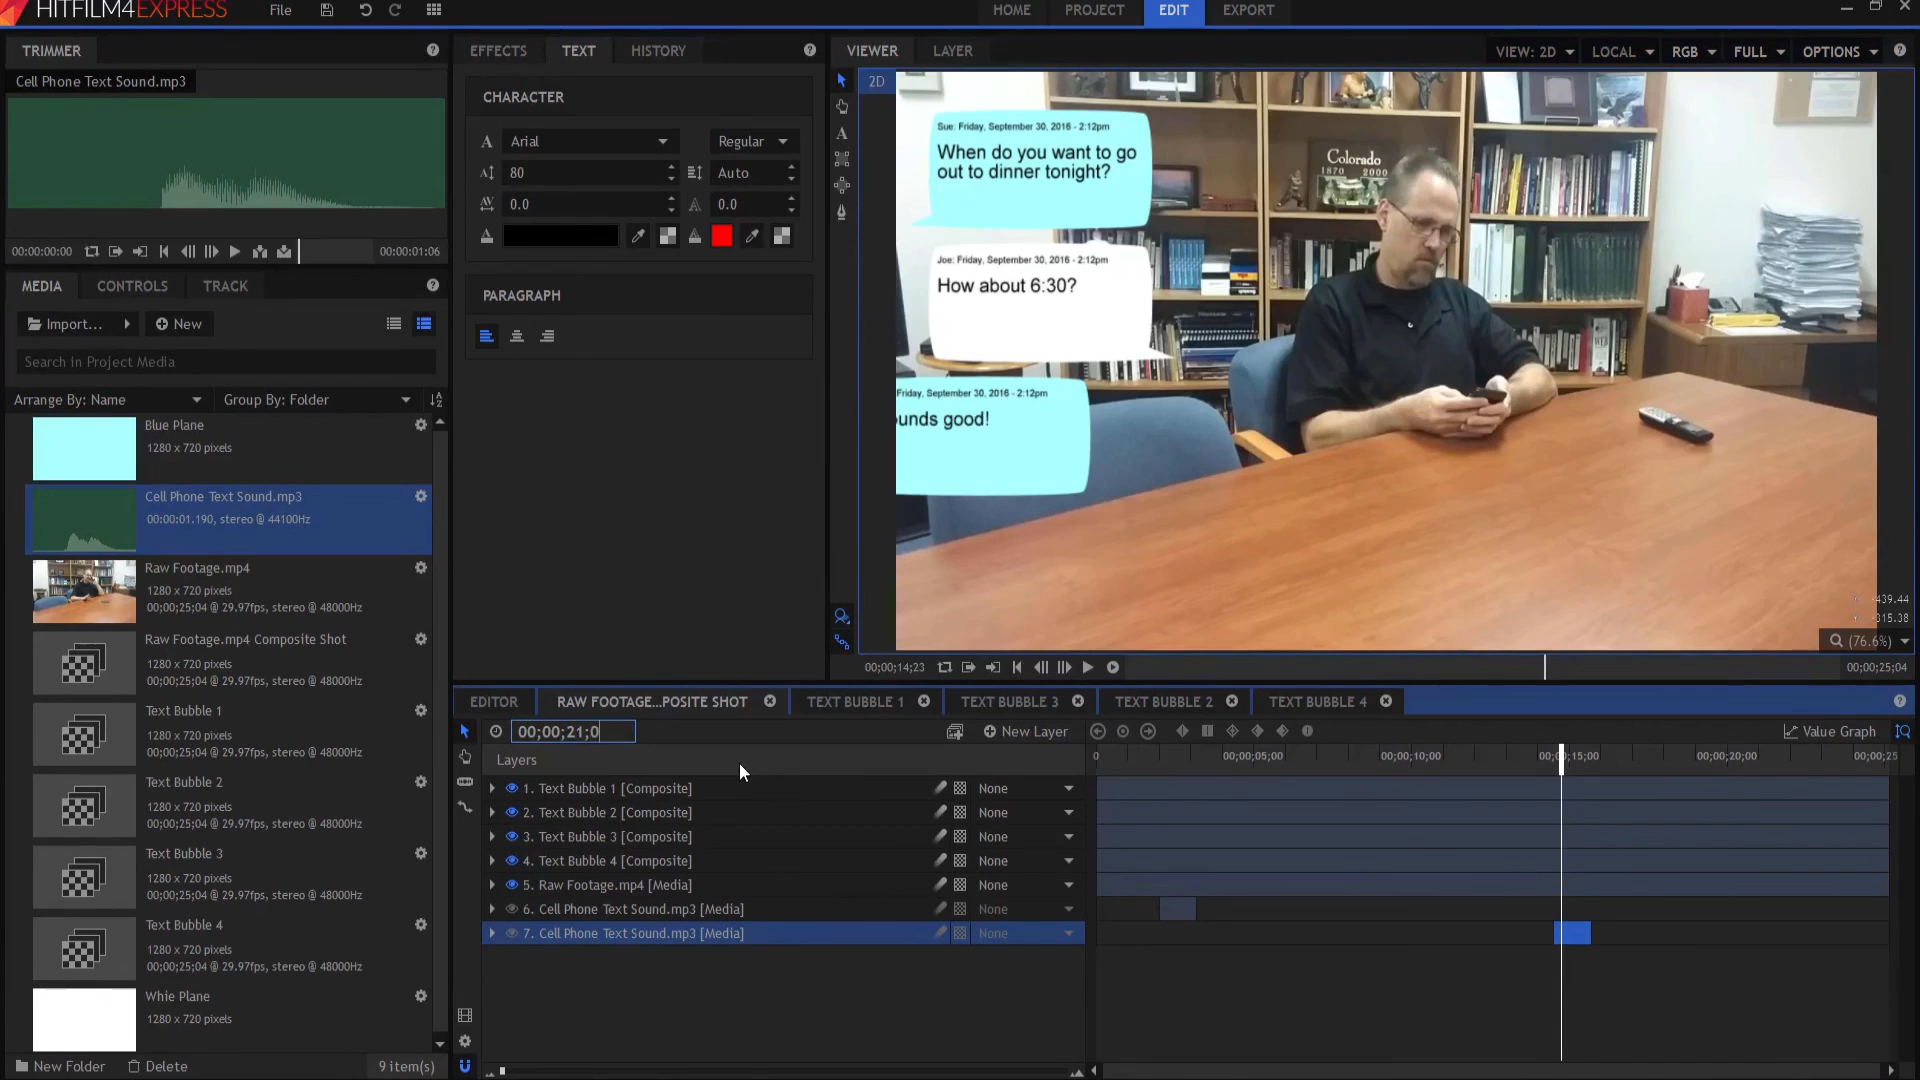 HITFILM4EXPRESS File HOME PROJECT EDIT EXPORT
TRIMMER
Cell Phone Text Sound.mp3
00:00:00:00 00:00:01:06
MEDIA CONTROLS TRACK
Import... New
Search in Project Media
Arrange By: Name Group By: Folder
Blue Plane
1280 x 720 pixels
Cell Phone Text Sound.mp3
00:00:01.190, stereo @ 44100Hz
Raw Footage.mp4
1280 x 720 pixels
00;00;25;04 @ 29.97fps, stereo @ 48000Hz
Raw Footage.mp4 Composite Shot
1280 x 720 pixels
00;00;25;04 @ 29.97fps, stereo @ 48000Hz
Text Bubble 1
1280 x 720 pixels
00;00;25;04 @ 29.97fps, stereo @ 48000Hz
Text Bubble 2
1280 x 720 pixels
00;00;25;04 @ 29.97fps, stereo @ 48000Hz
Text Bubble 3
1280 x 720 pixels
00;00;25;04 @ 29.97fps, stereo @ 48000Hz
Text Bubble 4
1280 x 720 pixels
00;00;25;04 @ 29.97fps, stereo @ 48000Hz
Whie Plane
1280 x 720 pixels
New Folder Delete 9 item(s)
EFFECTS TEXT HISTORY
CHARACTER
Arial Regular
80 Auto
0.0 0.0
PARAGRAPH
VIEWER LAYER VIEW: 2D LOCAL RGB FULL OPTIONS
2D
Sue: Friday, September 30, 2016 - 2:12pm
When do you want to go
out to dinner tonight?
Joe: Friday, September 30, 2016 - 2:12pm
How about 6:30?
Friday, September 30, 2016 - 2:12pm
unds good!
Colorado
1870 2000
-439.44
-315.38
(76.6%)
00;00;14;23 00;00;25;04
EDITOR RAW FOOTAGE...POSITE SHOT TEXT BUBBLE 1 TEXT BUBBLE 3 TEXT BUBBLE 2 TEXT BUBBLE 4
00;00;21;0 New Layer Value Graph
Layers
0 00;00;05;00 00;00;10;00 00;00;15;00 00;00;20;00 00;00;25
1. Text Bubble 1 [Composite] None
2. Text Bubble 2 [Composite] None
3. Text Bubble 3 [Composite] None
4. Text Bubble 4 [Composite] None
5. Raw Footage.mp4 [Media] None
6. Cell Phone Text Sound.mp3 [Media] None
7. Cell Phone Text Sound.mp3 [Media] None